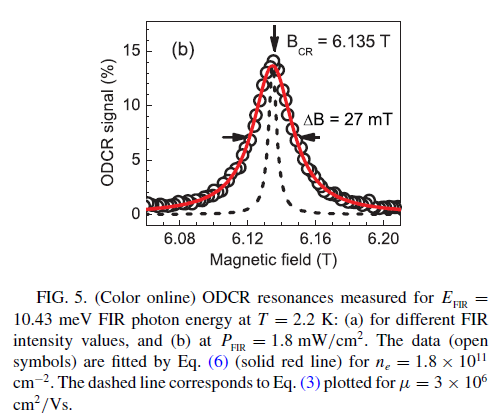 (b)
B_CR = 6.135 T
ΔB = 27 mT
ODCR signal (%)
15
10
5
0
6.08 6.12 6.16 6.20
Magnetic field (T)
FIG. 5. (Color online) ODCR resonances measured for E_FIR =
10.43 meV FIR photon energy at T = 2.2 K: (a) for different FIR
intensity values, and (b) at P_FIR = 1.8 mW/cm². The data (open
symbols) are fitted by Eq. (6) (solid red line) for n_e = 1.8 × 10¹¹
cm⁻². The dashed line corresponds to Eq. (3) plotted for μ = 3 × 10⁶
cm²/Vs.